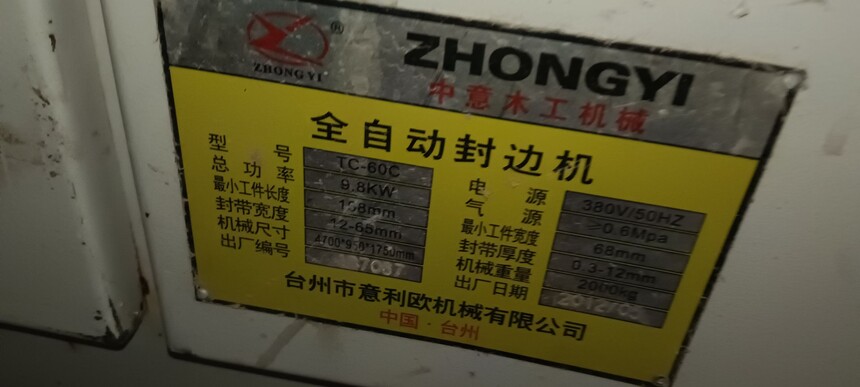 ZHONGYI
®
ZHONGYI
中意木工机械
全自动封边机
型号 TC-60C 电源 380V/50HZ
总功率 9.8KW 气源 ≥0.6Mpa
最小工件长度 108mm 最小工件宽度 68mm
封带宽度 12-65mm 封带厚度 0.3-12mm
机械尺寸 4700*950*1750mm 机械重量 2000kg
出厂编号 出厂日期
台州市意利欧机械有限公司
中国·台州